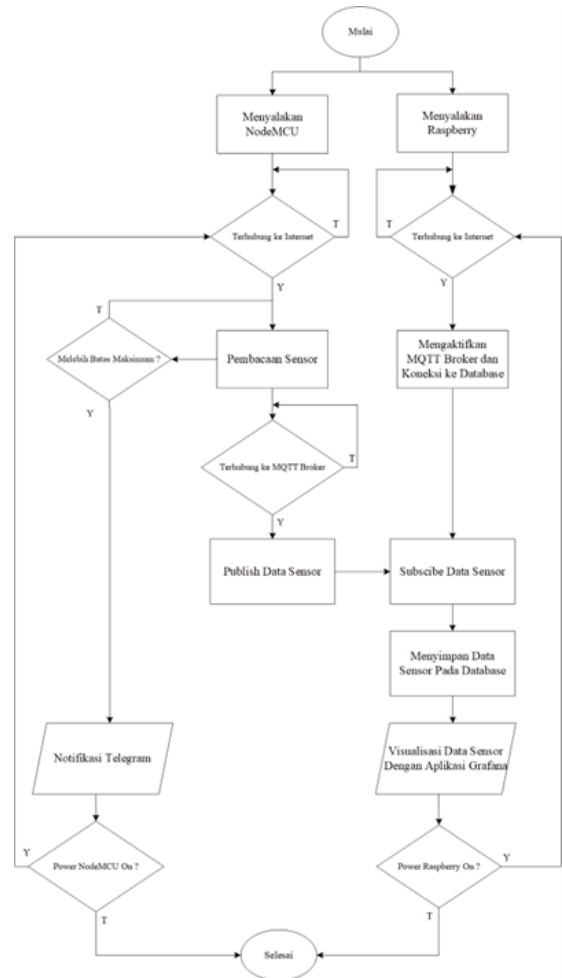 Mulai
Menyalakan
NodeMCU
Menyalakan
Raspberry
Terhubung ke Internet
T
T
Terhubung ke Internet
Y
Y
T
Melebih Batas Maksimum ?
Pembacaan Sensor
Mengaktifkan
MQTT Broker dan
Koneksi ke Database
Y
Terhubung ke MQTT Broker
T
Y
Publish Data Sensor
Subscibe Data Sensor
Menyimpan Data
Sensor Pada Database
Notifikasi Telegram
Visualisasi Data Sensor
Dengan Aplikasi Grafana
Y
Power NodeMCU On ?
Power Raspberry On ?
Y
T
T
Selesai